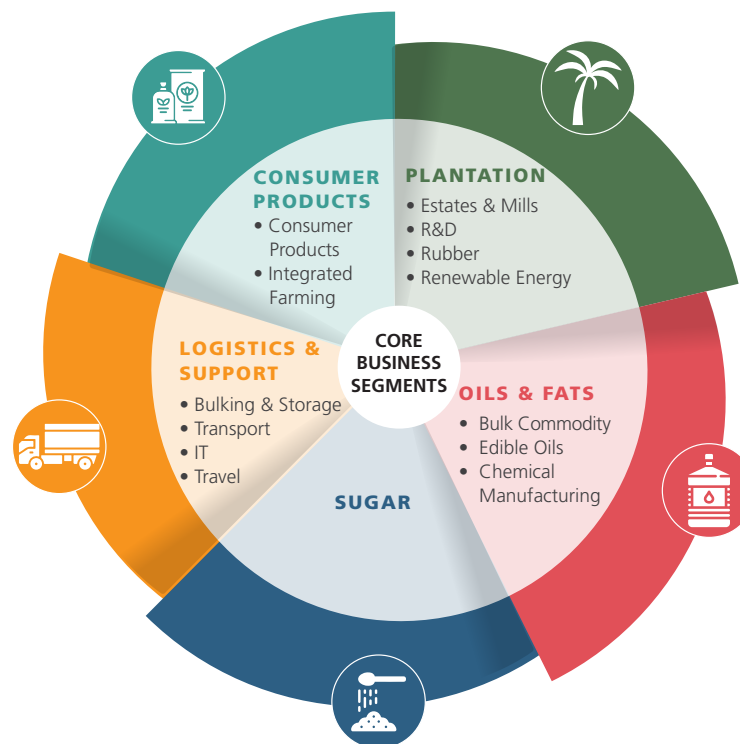 CONSUMER
PRODUCTS
• Consumer
Products
• Integrated
Farming
PLANTATION
• Estates & Mills
• R&D
• Rubber
• Renewable Energy
CORE
BUSINESS
SEGMENTS
LOGISTICS &
SUPPORT
• Bulking & Storage
• Transport
• IT
• Travel
OILS & FATS
• Bulk Commodity
• Edible Oils
• Chemical
Manufacturing
SUGAR